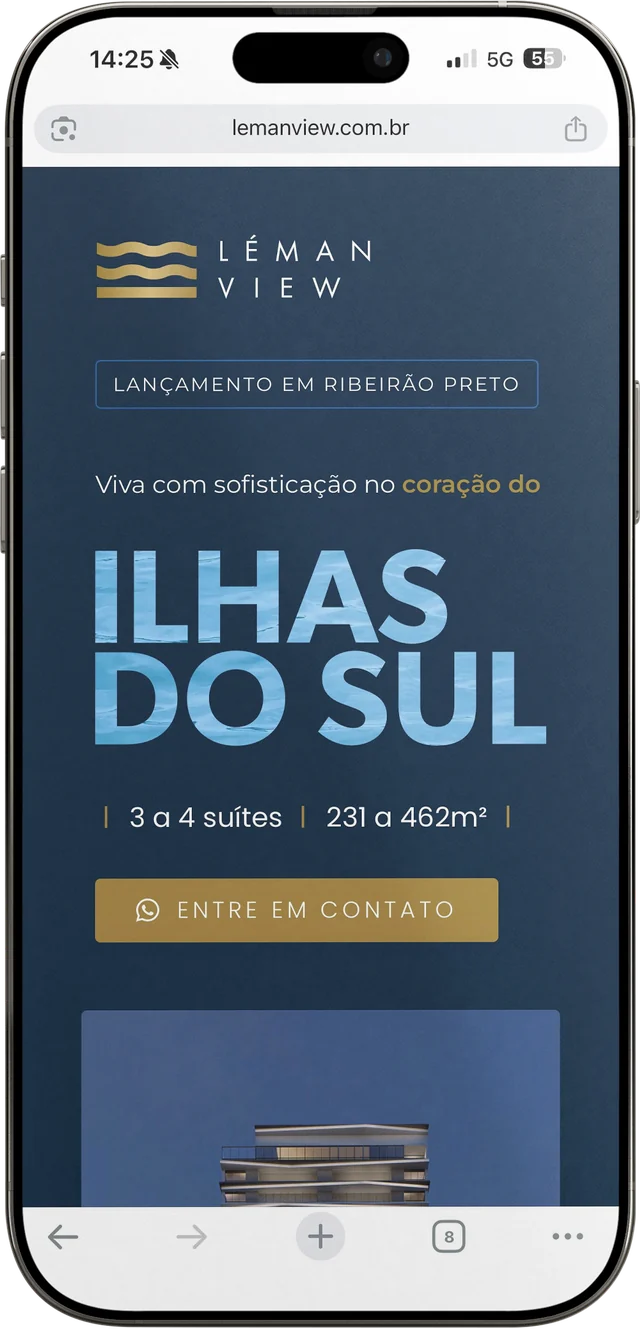 14:25 5G 55
lemanview.com.br
LÉMAN
VIEW
LANÇAMENTO EM RIBEIRÃO PRETO
Viva com sofisticação no coração do
ILHAS
DO SUL
| 3 a 4 suítes | 231 a 462m² |
ENTRE EM CONTATO
8